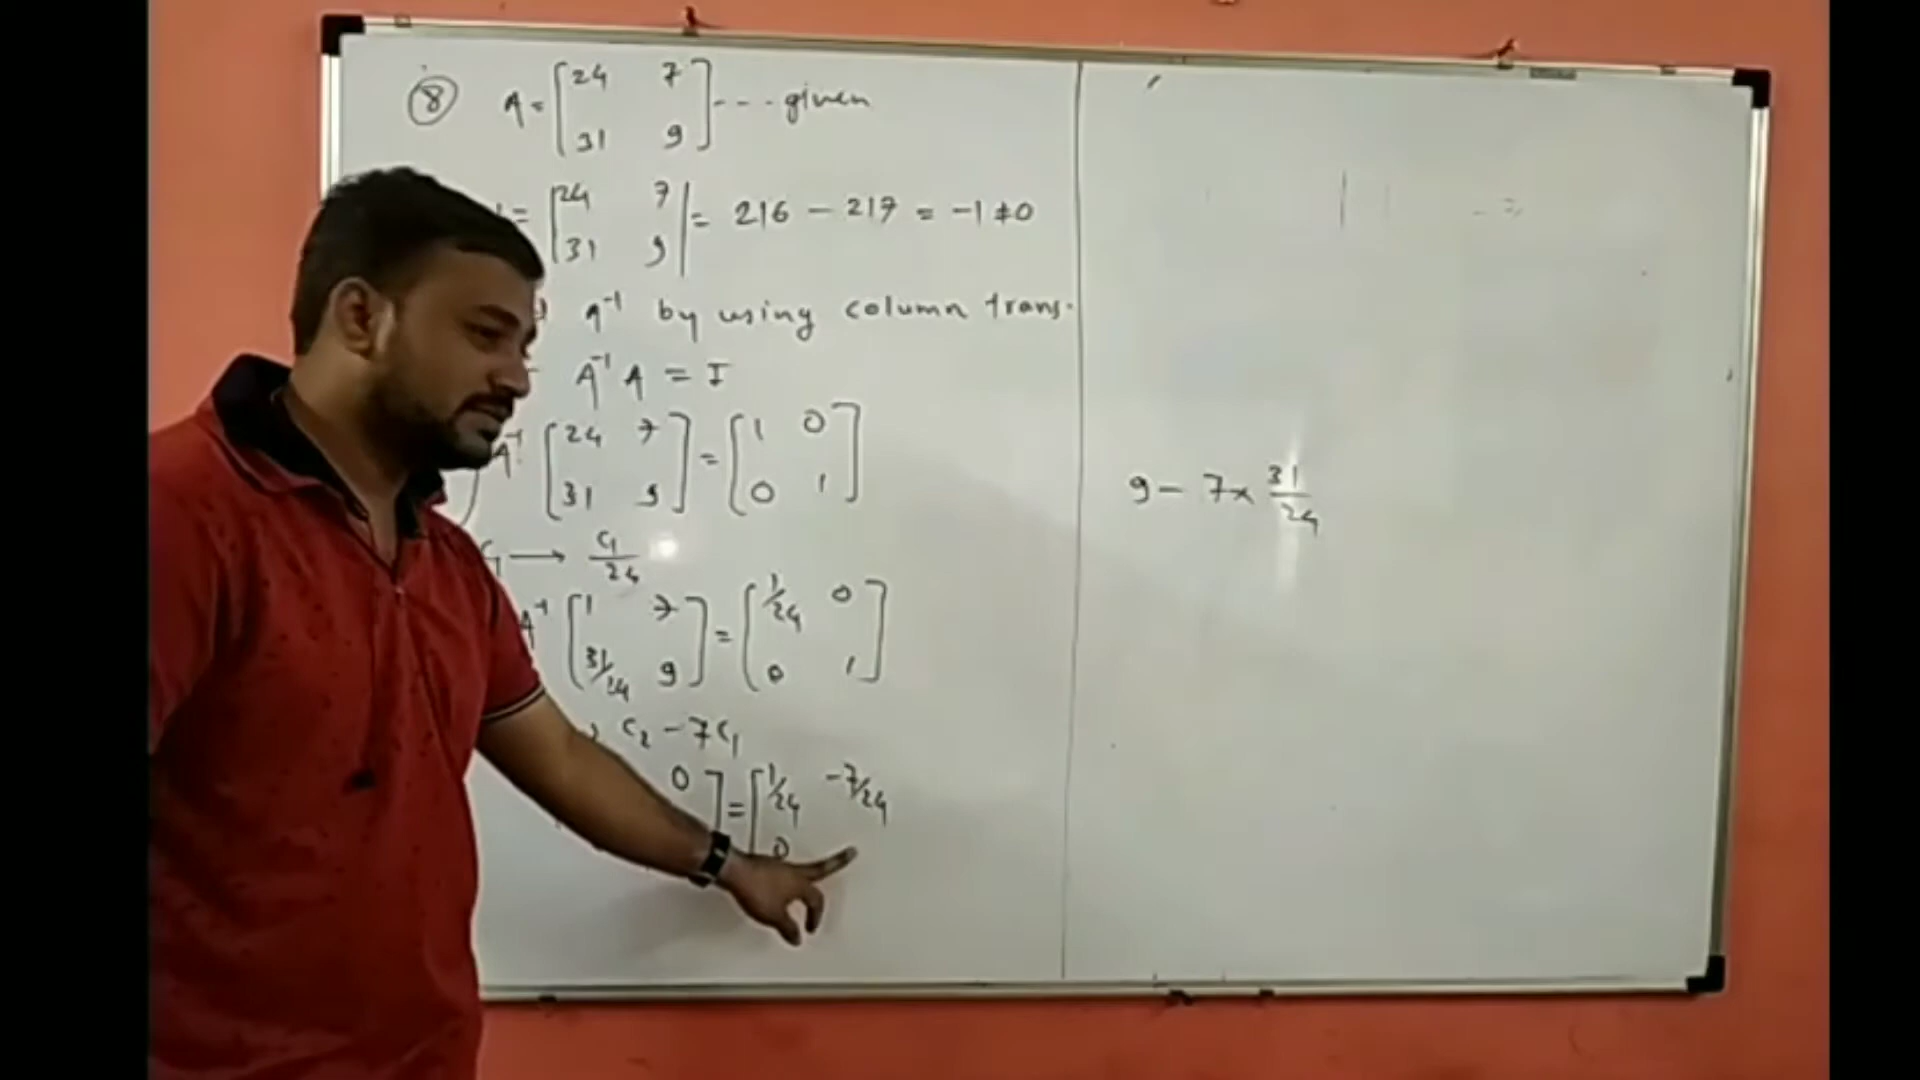 ⑧ A = [24 7 31 9] --- given
= |24 7 31 9| = 216 - 217 = -1 ≠ 0
A⁻¹ by using column trans.
A⁻¹ A = I
A⁻¹ [24 7 31 9] = [1 0 0 1]
C₁ → C₁/24
A⁻¹ [1 7 31/24 9] = [1/24 0 0 1]
C₂ - 7C₁
0] = [1/24 -7/24 0
9 - 7 × 31/24